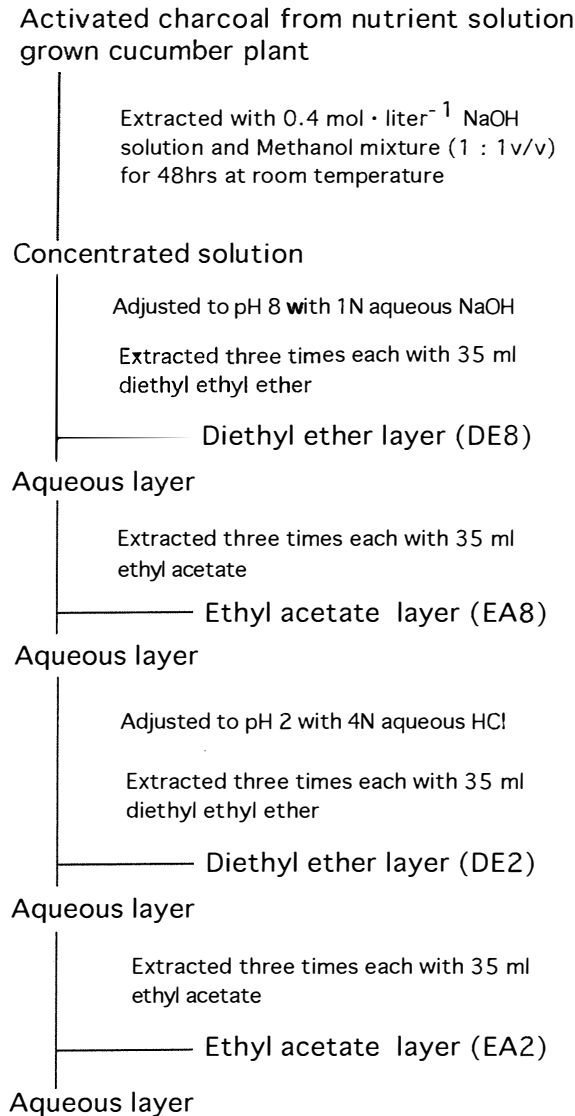 Activated charcoal from nutrient solution
grown cucumber plant
Extracted with 0.4 mol · liter⁻¹ NaOH
solution and Methanol mixture (1 : 1v/v)
for 48hrs at room temperature
Concentrated solution
Adjusted to pH 8 with 1N aqueous NaOH
Extracted three times each with 35 ml
diethyl ethyl ether
Diethyl ether layer (DE8)
Aqueous layer
Extracted three times each with 35 ml
ethyl acetate
Ethyl acetate layer (EA8)
Aqueous layer
Adjusted to pH 2 with 4N aqueous HCl
Extracted three times each with 35 ml
diethyl ethyl ether
Diethyl ether layer (DE2)
Aqueous layer
Extracted three times each with 35 ml
ethyl acetate
Ethyl acetate layer (EA2)
Aqueous layer